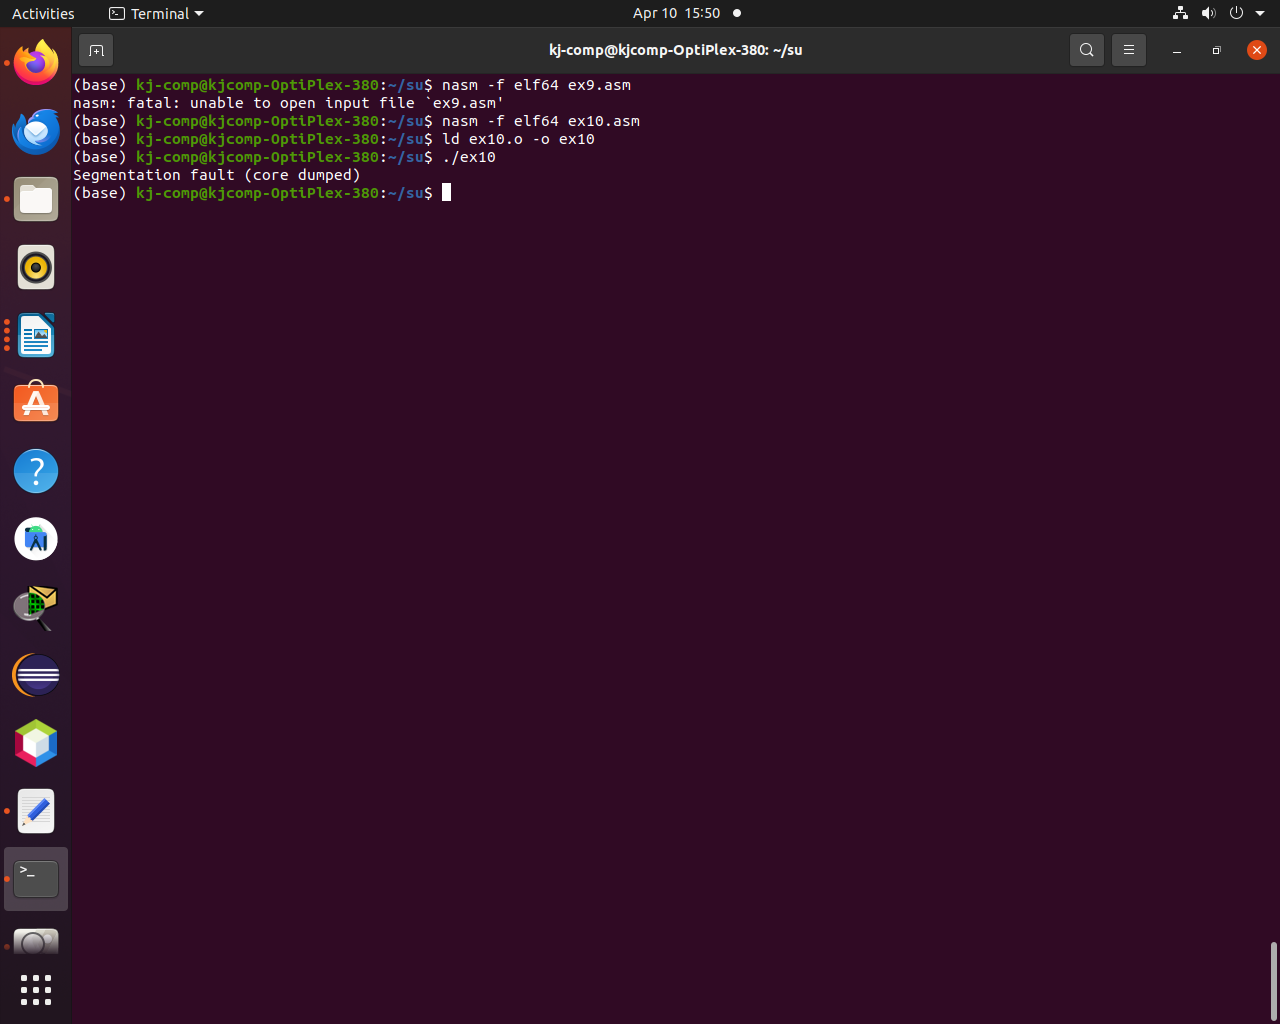 Activities Terminal Apr 10 15:50
kj-comp@kjcomp-OptiPlex-380: ~/su
(base) kj-comp@kjcomp-OptiPlex-380:~/su$ nasm -f elf64 ex9.asm
nasm: fatal: unable to open input file `ex9.asm'
(base) kj-comp@kjcomp-OptiPlex-380:~/su$ nasm -f elf64 ex10.asm
(base) kj-comp@kjcomp-OptiPlex-380:~/su$ ld ex10.o -o ex10
(base) kj-comp@kjcomp-OptiPlex-380:~/su$ ./ex10
Segmentation fault (core dumped)
(base) kj-comp@kjcomp-OptiPlex-380:~/su$